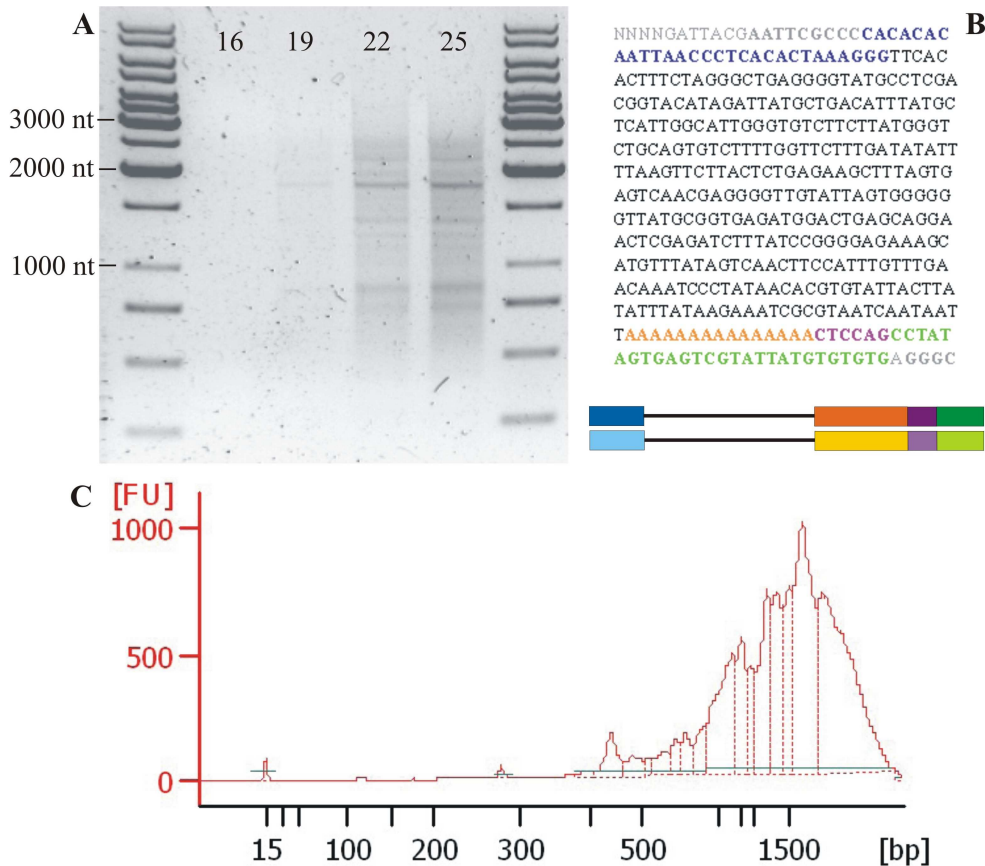 A
16 19 22 25
3000 nt
2000 nt
1000 nt
B
NNNNGATTACGAATTCGCCCCACACAC
AATTAACCCTCACACTAAAGGGTTCAC
ACTTTCTAGGGCTGAGGGGTATGCCTCGA
CGGTACATAGATTATGCTGACATTTATGC
TCATTGGCATTGGGTGTCTTCTTATGGGT
CTGCAGTGTCTTTTGGTTCTTTGATATATT
TTAAGTTCTTACTCTGAGAAGCTTTAGTG
AGTCAACGAGGGGTTGTATTAGTGGGGG
GTTATGCGGTGAGATGGACTGAGCAGGA
ACTCGAGATCTTTATCCGGGGAGAAAGC
ATGTTTATAGTCAACTTCCATTTGTTTGA
ACAAATCCCTATAACACGTGTATTACTTA
TATTTATAAGAAATCGCGTAATCAATAAT
TAAAAAAAAAAAAAAACTCCAGCCTAT
AGTGAGTCGTATTATGTGTGTGAGGGC
C
[FU]
1000
500
0
15 100 200 300 500 1500 [bp]